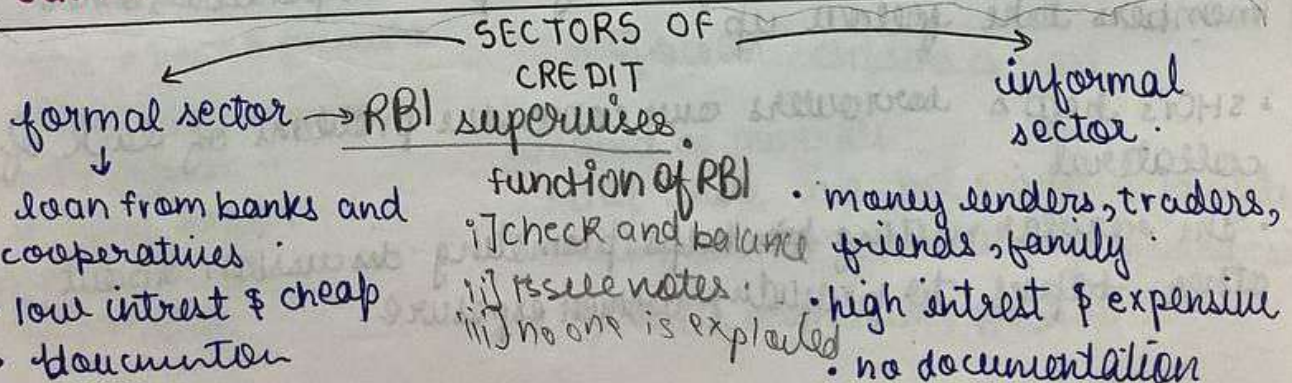 SECTORS OF
CREDIT
formal sector → RBI supervises.
↓
loan from banks and
cooperatives.
low intrest & cheap
function of RBI
i] check and balance
ii] issue notes.
iii] no one is exploited
informal
sector.
• money lenders, traders,
friends, family.
• high intrest & expensive
• no documentation